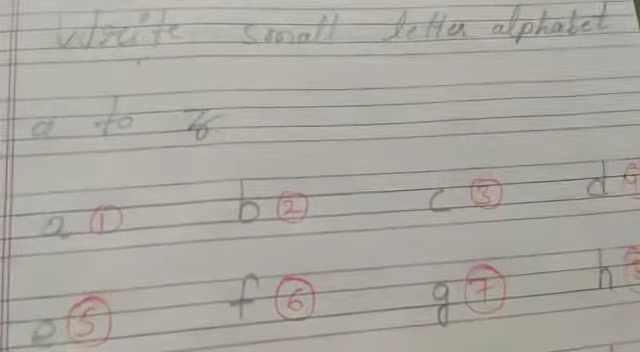 Write small letter alphabet
a to z
a ① b ② c ③ d
e ⑤ f ⑥ g ⑦ h